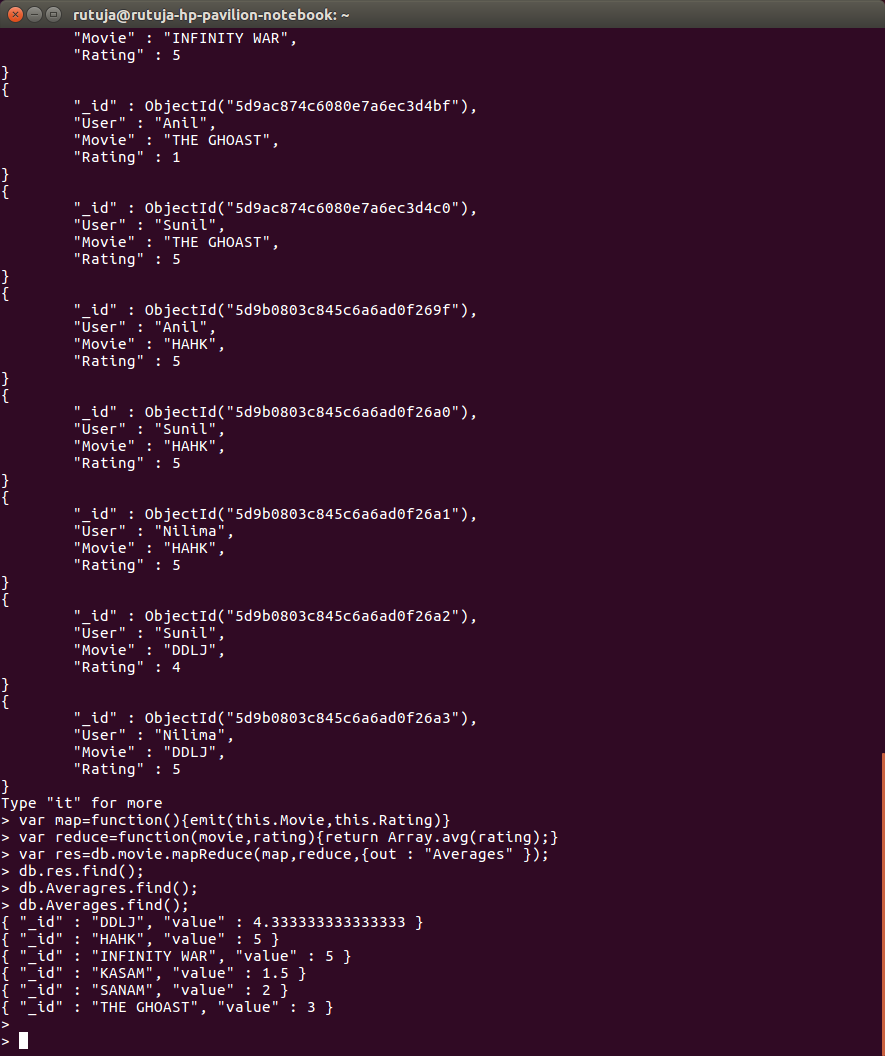 rutuja@rutuja-hp-pavilion-notebook: ~
"Movie" : "INFINITY WAR",
"Rating" : 5
}
{
"_id" : ObjectId("5d9ac874c6080e7a6ec3d4bf"),
"User" : "Anil",
"Movie" : "THE GHOAST",
"Rating" : 1
}
{
"_id" : ObjectId("5d9ac874c6080e7a6ec3d4c0"),
"User" : "Sunil",
"Movie" : "THE GHOAST",
"Rating" : 5
}
{
"_id" : ObjectId("5d9b0803c845c6a6ad0f269f"),
"User" : "Anil",
"Movie" : "HAHK",
"Rating" : 5
}
{
"_id" : ObjectId("5d9b0803c845c6a6ad0f26a0"),
"User" : "Sunil",
"Movie" : "HAHK",
"Rating" : 5
}
{
"_id" : ObjectId("5d9b0803c845c6a6ad0f26a1"),
"User" : "Nilima",
"Movie" : "HAHK",
"Rating" : 5
}
{
"_id" : ObjectId("5d9b0803c845c6a6ad0f26a2"),
"User" : "Sunil",
"Movie" : "DDLJ",
"Rating" : 4
}
{
"_id" : ObjectId("5d9b0803c845c6a6ad0f26a3"),
"User" : "Nilima",
"Movie" : "DDLJ",
"Rating" : 5
}
Type "it" for more
> var map=function(){emit(this.Movie,this.Rating)}
> var reduce=function(movie,rating){return Array.avg(rating);}
> var res=db.movie.mapReduce(map,reduce,{out : "Averages" });
> db.res.find();
> db.Averagres.find();
> db.Averages.find();
{ "_id" : "DDLJ", "value" : 4.333333333333333 }
{ "_id" : "HAHK", "value" : 5 }
{ "_id" : "INFINITY WAR", "value" : 5 }
{ "_id" : "KASAM", "value" : 1.5 }
{ "_id" : "SANAM", "value" : 2 }
{ "_id" : "THE GHOAST", "value" : 3 }
>
>